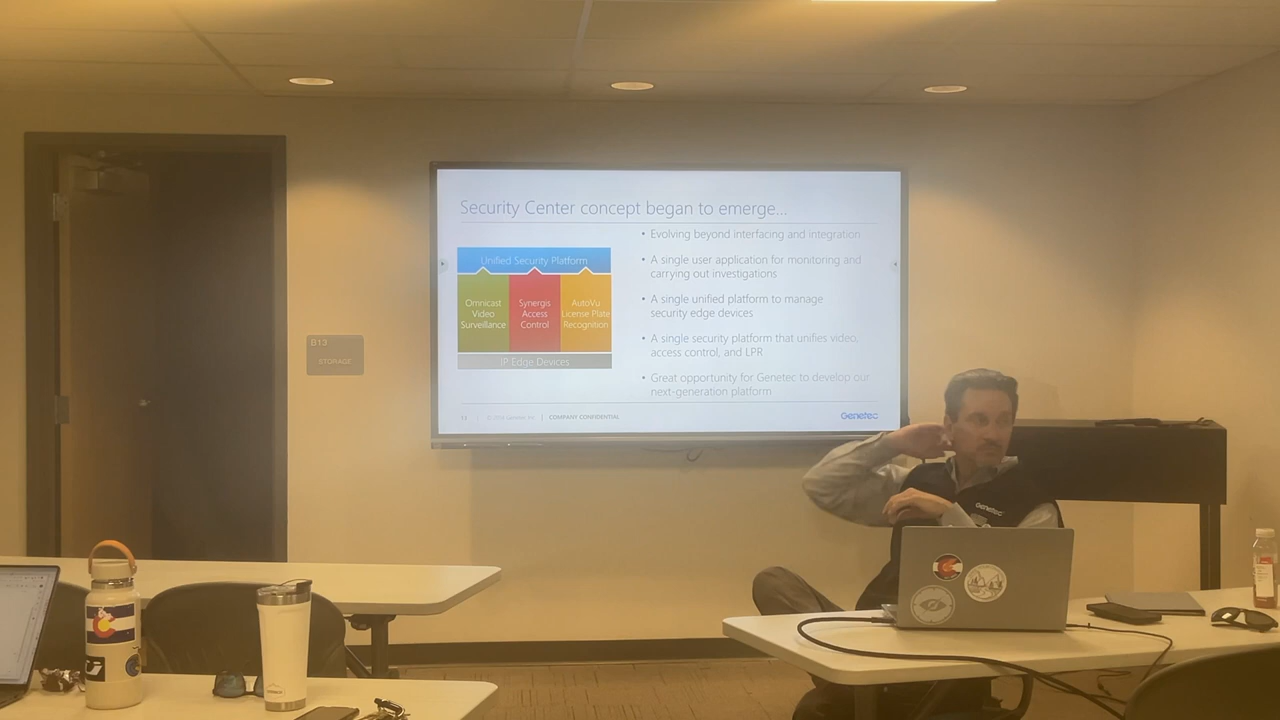 Security Center concept began to emerge...
Unified Security Platform
Omnicast
Video
Surveillance
Synergis
Access
Control
AutoVu
License Plate
Recognition
IP Edge Devices
• Evolving beyond interfacing and integration
• A single user application for monitoring and
carrying out investigations
• A single unified platform to manage
security edge devices
• A single security platform that unifies video,
access control, and LPR
• Great opportunity for Genetec to develop our
next-generation platform
COMPANY CONFIDENTIAL
Genetec
B13
STORAGE
Genetec